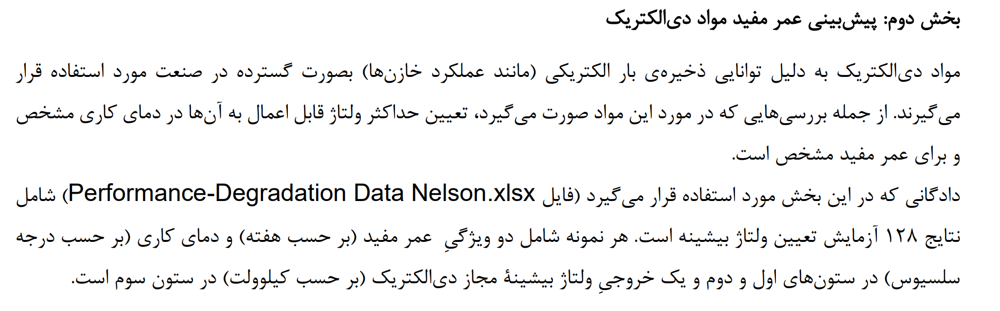 بخش دوم: پیش‌بینی عمر مفید مواد دی‌الکتریک
مواد دی‌الکتریک به دلیل توانایی ذخیره‌ی بار الکتریکی (مانند عملکرد خازن‌ها) بصورت گسترده در صنعت مورد استفاده قرار
می‌گیرند. از جمله بررسی‌هایی که در مورد این مواد صورت می‌گیرد، تعیین حداکثر ولتاژ قابل اعمال به آن‌ها در دمای کاری مشخص
و برای عمر مفید مشخص است.
دادگانی که در این بخش مورد استفاده قرار می‌گیرد (فایل Performance-Degradation Data Nelson.xlsx) شامل
نتایج ۱۲۸ آزمایش تعیین ولتاژ بیشینه است. هر نمونه شامل دو ویژگیِ عمر مفید (بر حسب هفته) و دمای کاری (بر حسب درجه
سلسیوس) در ستون‌های اول و دوم و یک خروجیِ ولتاژ بیشینهٔ مجاز دی‌الکتریک (بر حسب کیلوولت) در ستون سوم است.